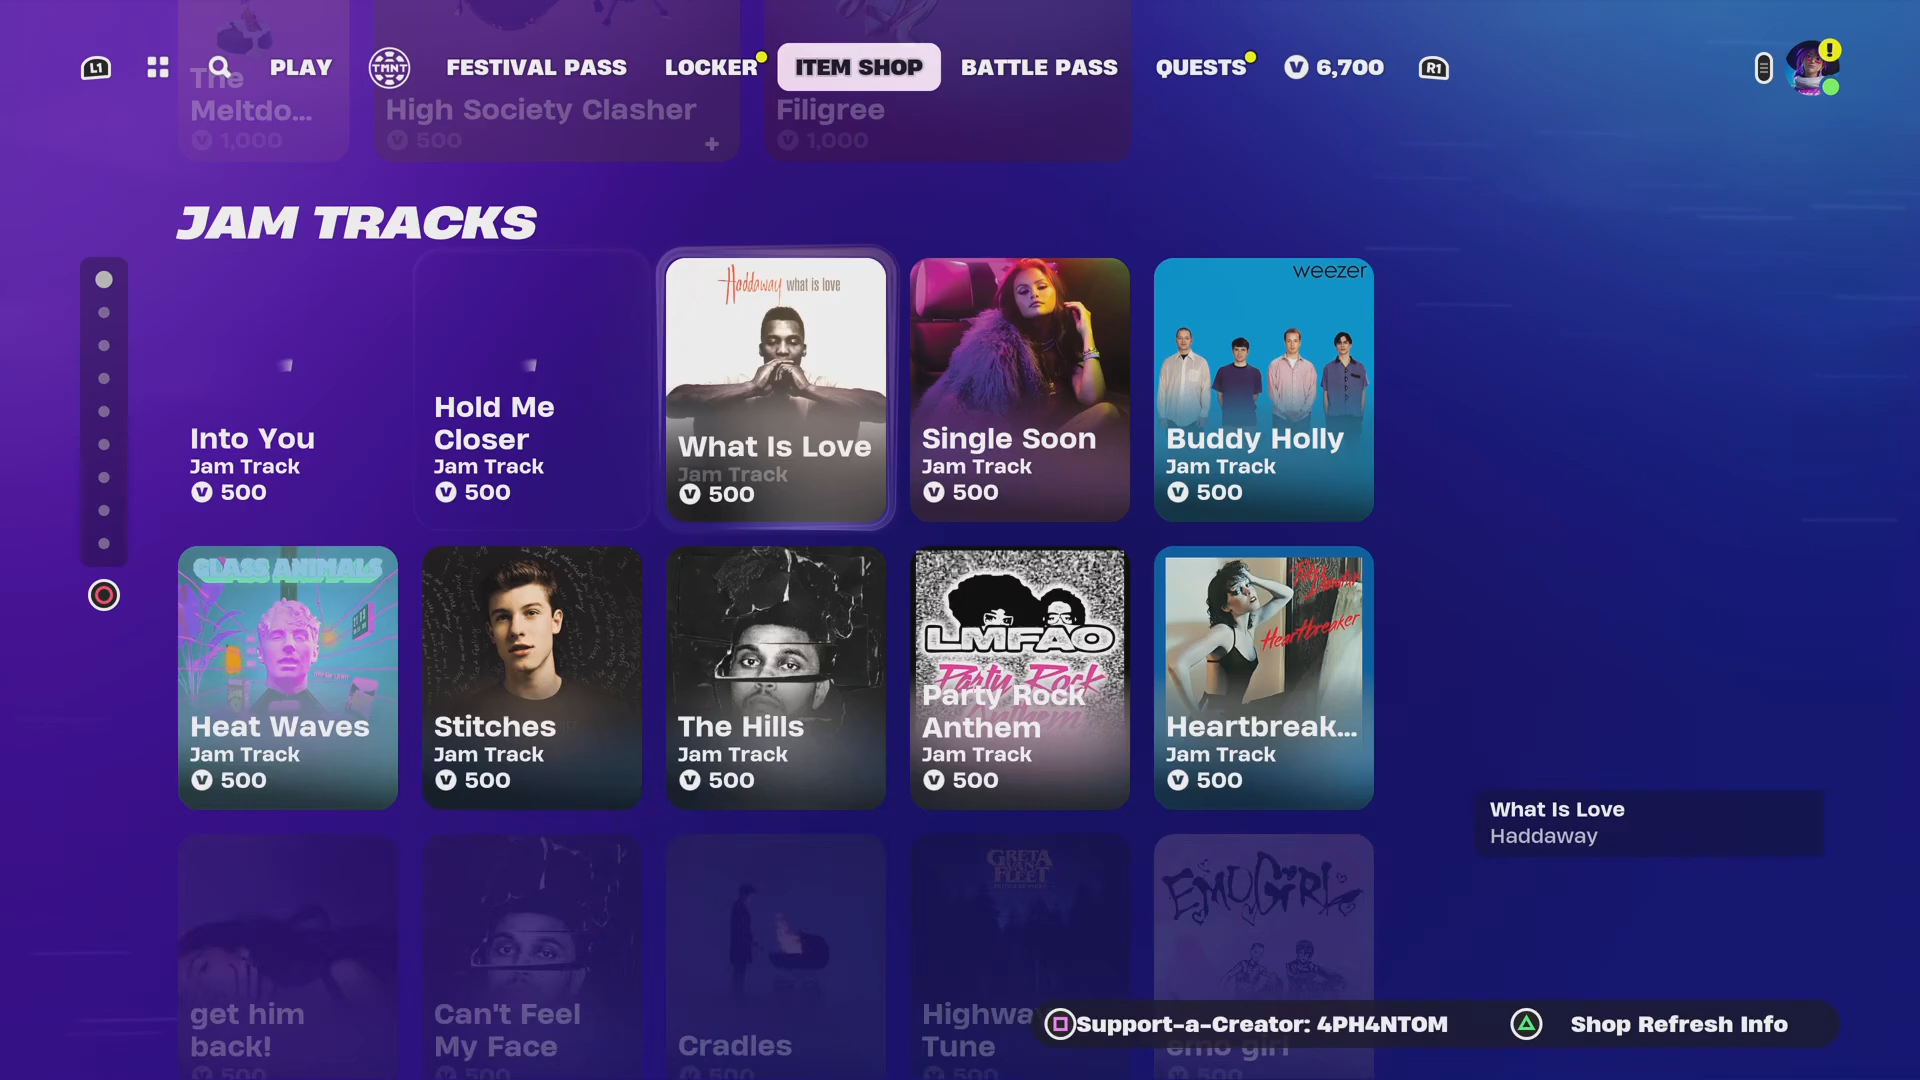 L1
PLAY
TMNT
FESTIVAL PASS
LOCKER
ITEM SHOP
BATTLE PASS
QUESTS
6,700
R1
The
Meltdo...
1,000
High Society Clasher
500
Filigree
1,000
JAM TRACKS
Into You
Jam Track
500
Hold Me
Closer
Jam Track
500
Haddaway what is love
What Is Love
Jam Track
500
Single Soon
Jam Track
500
weezer
Buddy Holly
Jam Track
500
GLASS ANIMALS
Heat Waves
Jam Track
500
Stitches
Jam Track
500
The Hills
Jam Track
500
LMFAO
Party Rock
Anthem
Party Rock
Anthem
Jam Track
500
Heartbreaker
Heartbreak...
Jam Track
500
What Is Love
Haddaway
get him
back!
500
Can't Feel
My Face
500
Cradles
500
GRETA
VAN
FLEET
Highwa
Tune
500
EMO GIRL
emo girl
500
Support-a-Creator: 4PH4NTOM
Shop Refresh Info